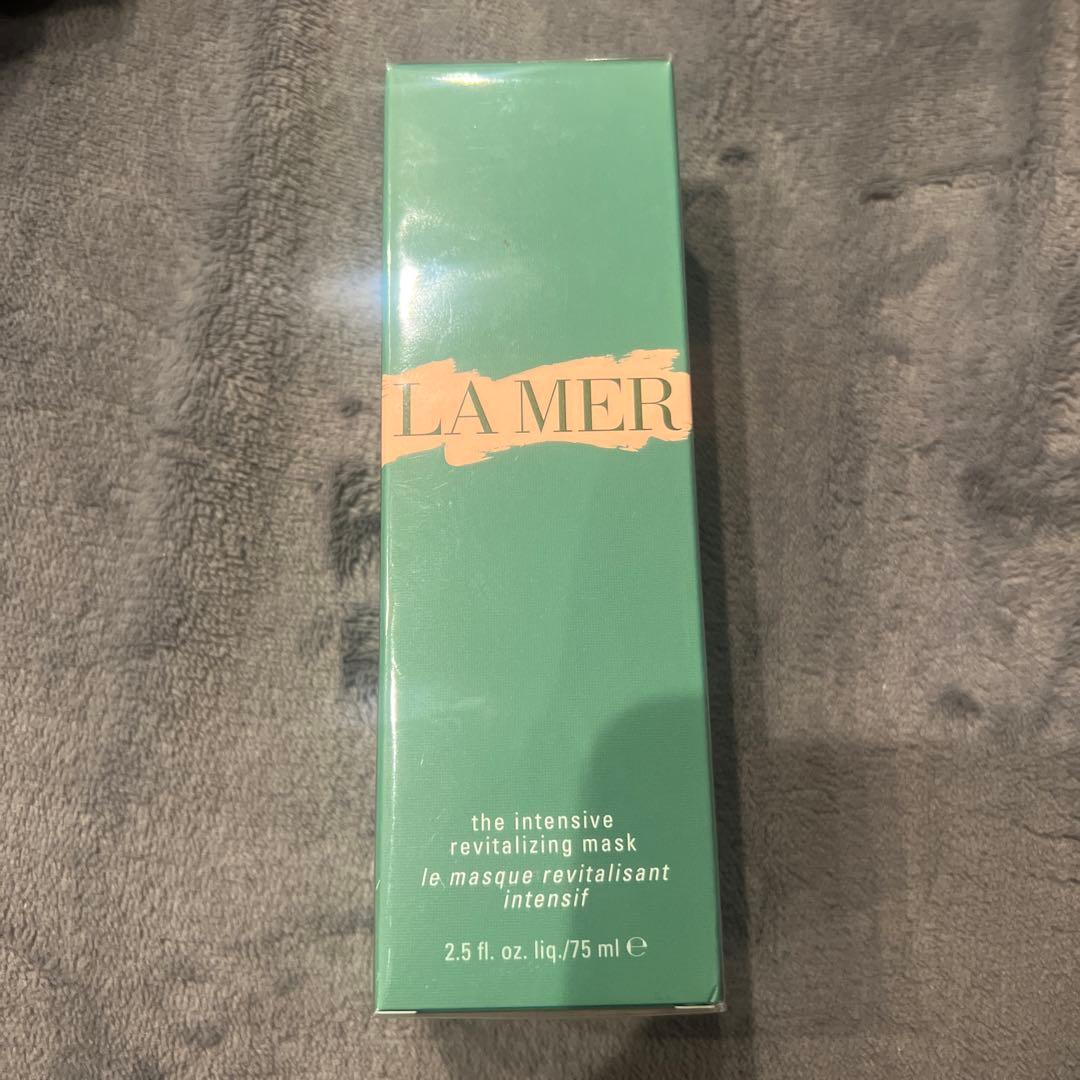 LA MER
the intensive
revitalizing mask
le masque revitalisant
intensif
2.5 fl. oz. liq./75 ml ℮